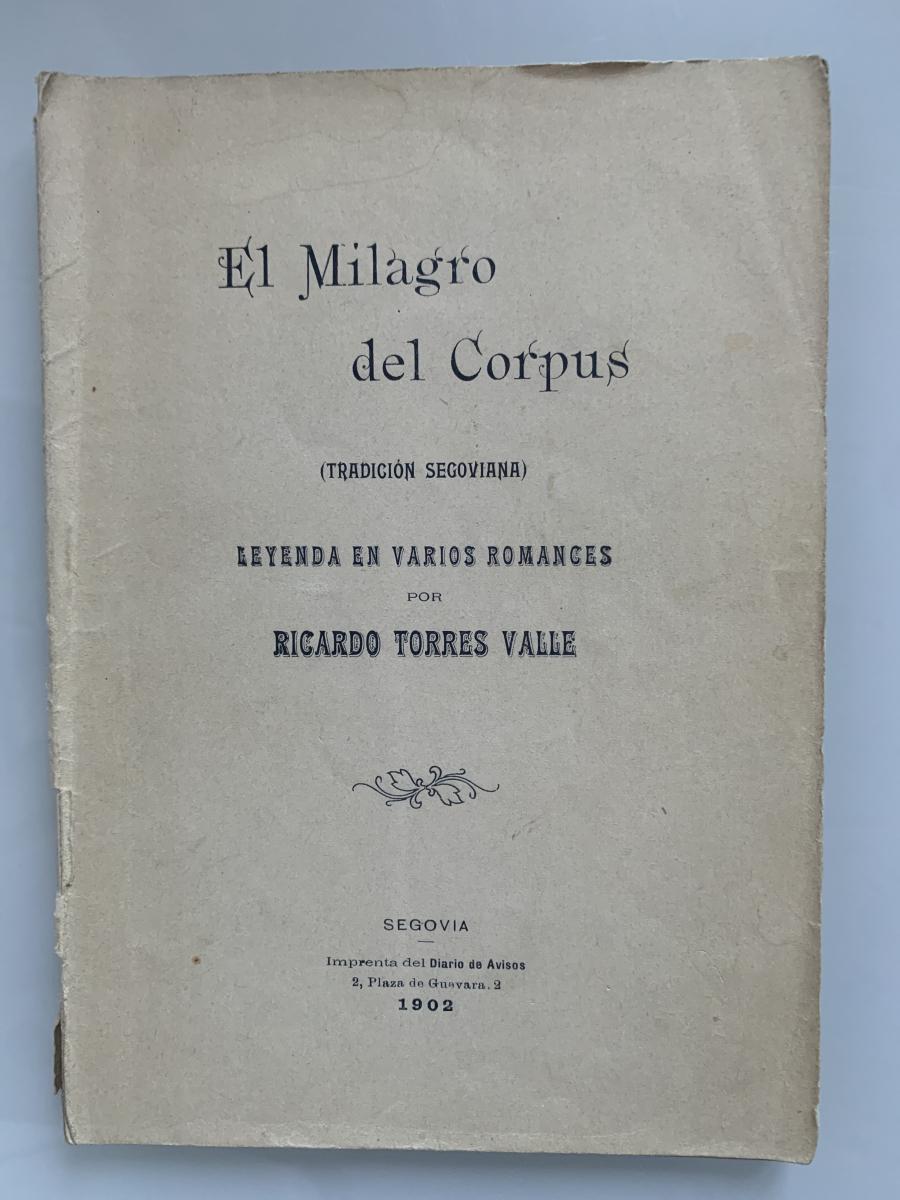 El Milagro
del Corpus
(TRADICIÓN SEGOVIANA)
LEYENDA EN VARIOS ROMANCES
POR
RICARDO TORRES VALLE
SEGOVIA
Imprenta del Diario de Avisos
2, Plaza de Guevara. 2
1902